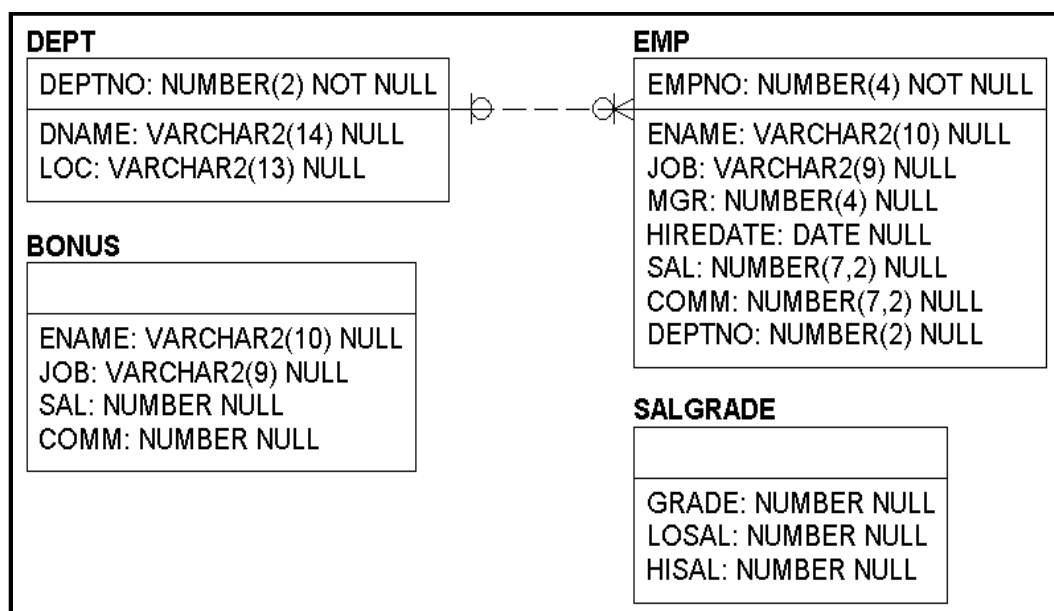 DEPT
DEPTNO: NUMBER(2) NOT NULL
DNAME: VARCHAR2(14) NULL
LOC: VARCHAR2(13) NULL
EMP
EMPNO: NUMBER(4) NOT NULL
ENAME: VARCHAR2(10) NULL
JOB: VARCHAR2(9) NULL
MGR: NUMBER(4) NULL
HIREDATE: DATE NULL
SAL: NUMBER(7,2) NULL
COMM: NUMBER(7,2) NULL
DEPTNO: NUMBER(2) NULL
BONUS
ENAME: VARCHAR2(10) NULL
JOB: VARCHAR2(9) NULL
SAL: NUMBER NULL
COMM: NUMBER NULL
SALGRADE
GRADE: NUMBER NULL
LOSAL: NUMBER NULL
HISAL: NUMBER NULL